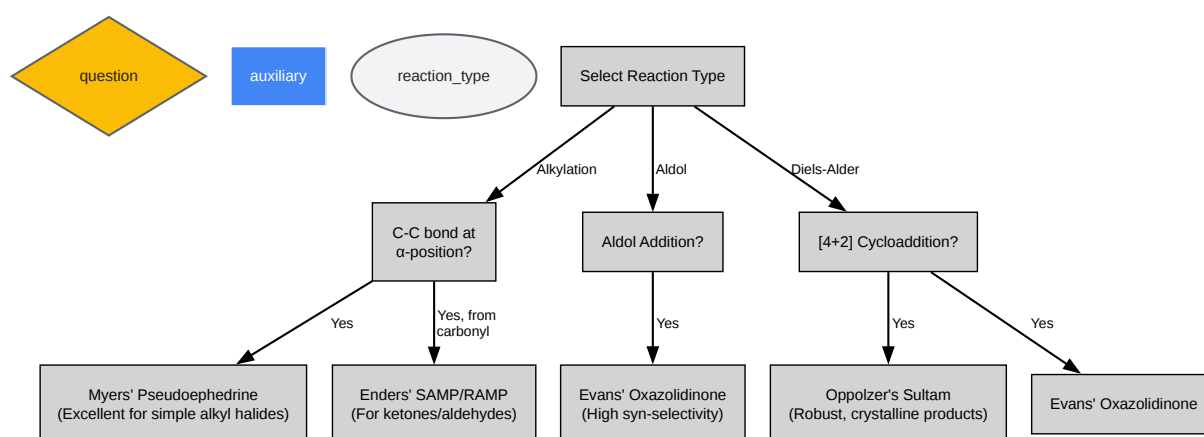 question
auxiliary
reaction_type
Select Reaction Type
Alkylation
Aldol
Diels-Alder
C-C bond at
α-position?
Aldol Addition?
[4+2] Cycloaddition?
Yes
Yes, from
carbonyl
Yes
Yes
Yes
Myers' Pseudoephedrine
(Excellent for simple alkyl halides)
Enders' SAMP/RAMP
(For ketones/aldehydes)
Evans' Oxazolidinone
(High syn-selectivity)
Oppolzer's Sultam
(Robust, crystalline products)
Evans' Oxazolidinone